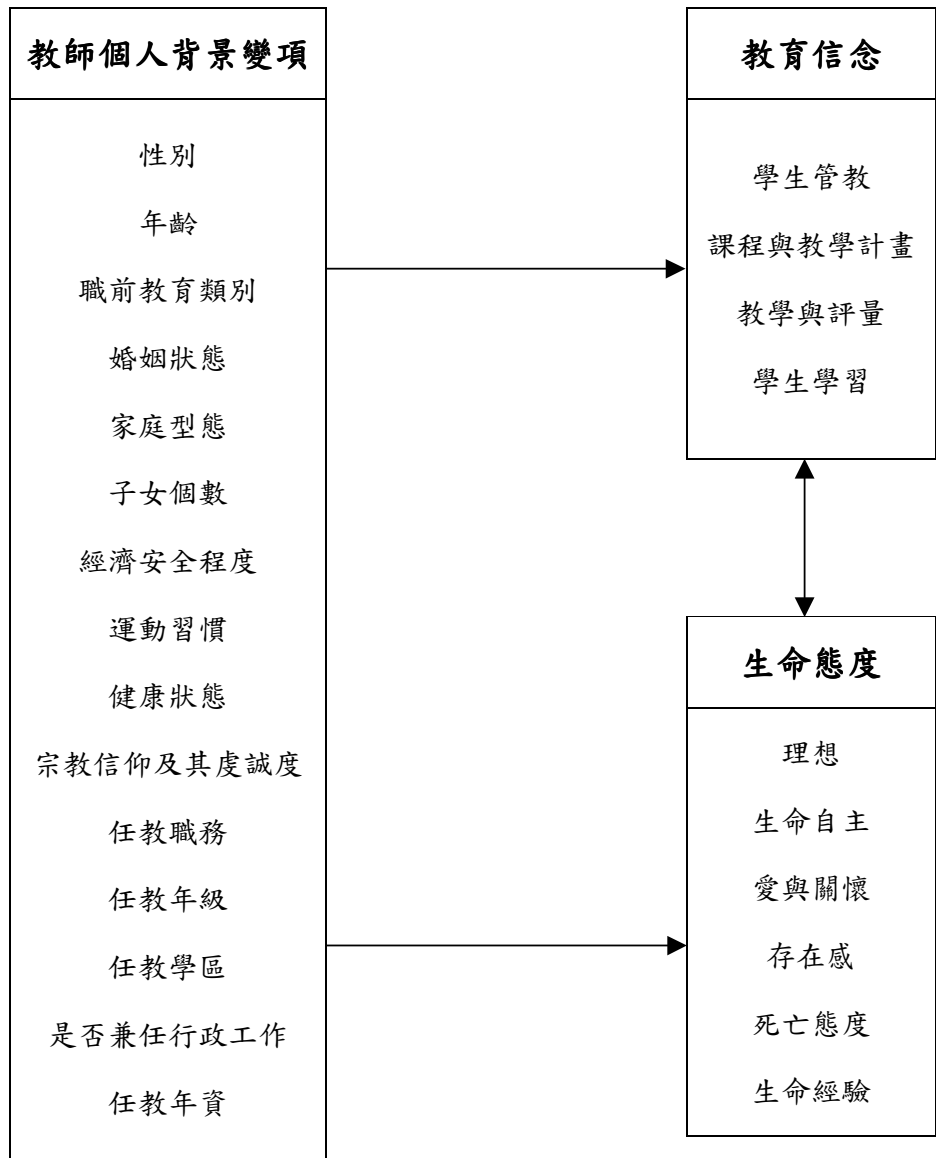 教師個人背景變項
性別
年齡
職前教育類別
婚姻狀態
家庭型態
子女個數
經濟安全程度
運動習慣
健康狀態
宗教信仰及其虔誠度
任教職務
任教年級
任教學區
是否兼任行政工作
任教年資
教育信念
學生管教
課程與教學計畫
教學與評量
學生學習
生命態度
理想
生命自主
愛與關懷
存在感
死亡態度
生命經驗